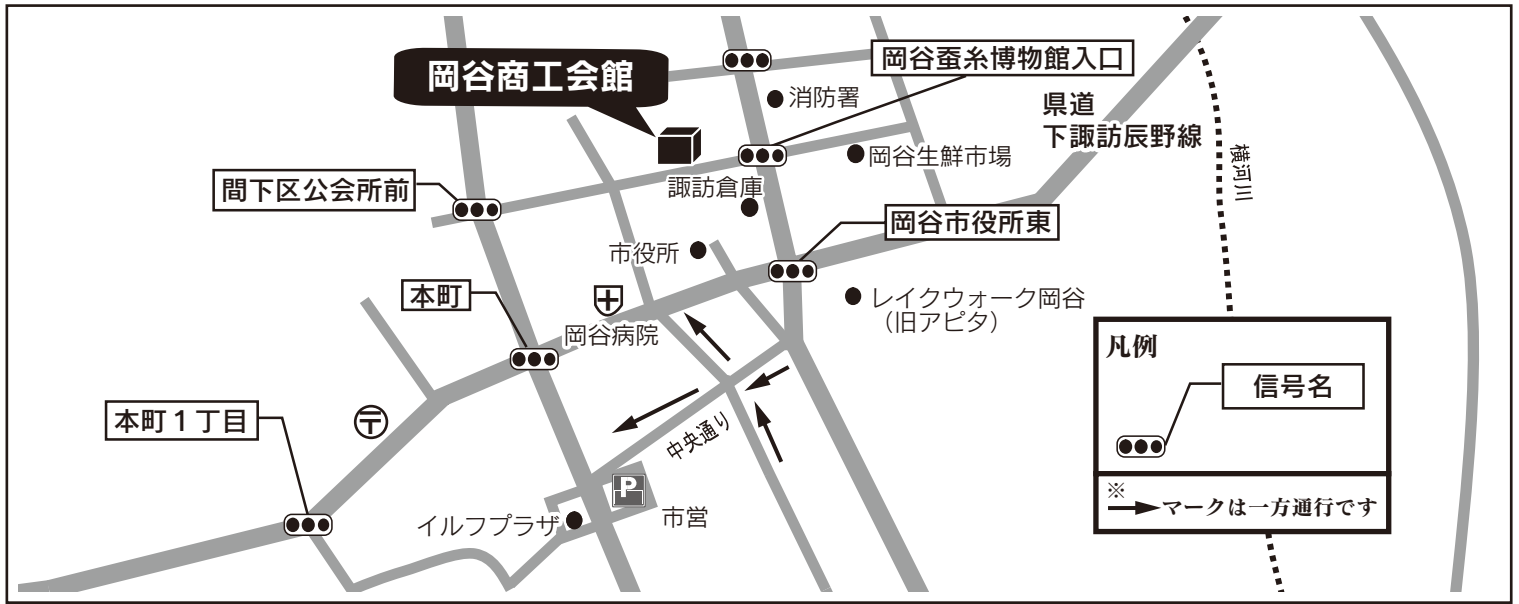 岡谷商工会館
岡谷蚕糸博物館入口
消防署
県道
下諏訪辰野線
岡谷生鮮市場
横河川
間下区公会所前
諏訪倉庫
岡谷市役所東
市役所
本町
岡谷病院
レイクウォーク岡谷
（旧アピタ）
凡例
信号名
本町1丁目
〒
中央通り
P
市営
イルフプラザ
※
マークは一方通行です